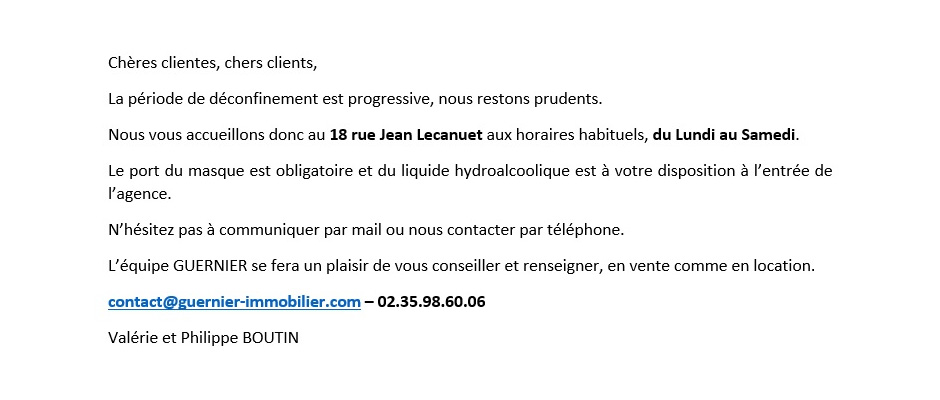 Chères clientes, chers clients,
La période de déconfinement est progressive, nous restons prudents.
Nous vous accueillons donc au 18 rue Jean Lecanuet aux horaires habituels, du Lundi au Samedi.
Le port du masque est obligatoire et du liquide hydroalcoolique est à votre disposition à l’entrée de
l’agence.
N’hésitez pas à communiquer par mail ou nous contacter par téléphone.
L’équipe GUERNIER se fera un plaisir de vous conseiller et renseigner, en vente comme en location.
contact@guernier-immobilier.com – 02.35.98.60.06
Valérie et Philippe BOUTIN